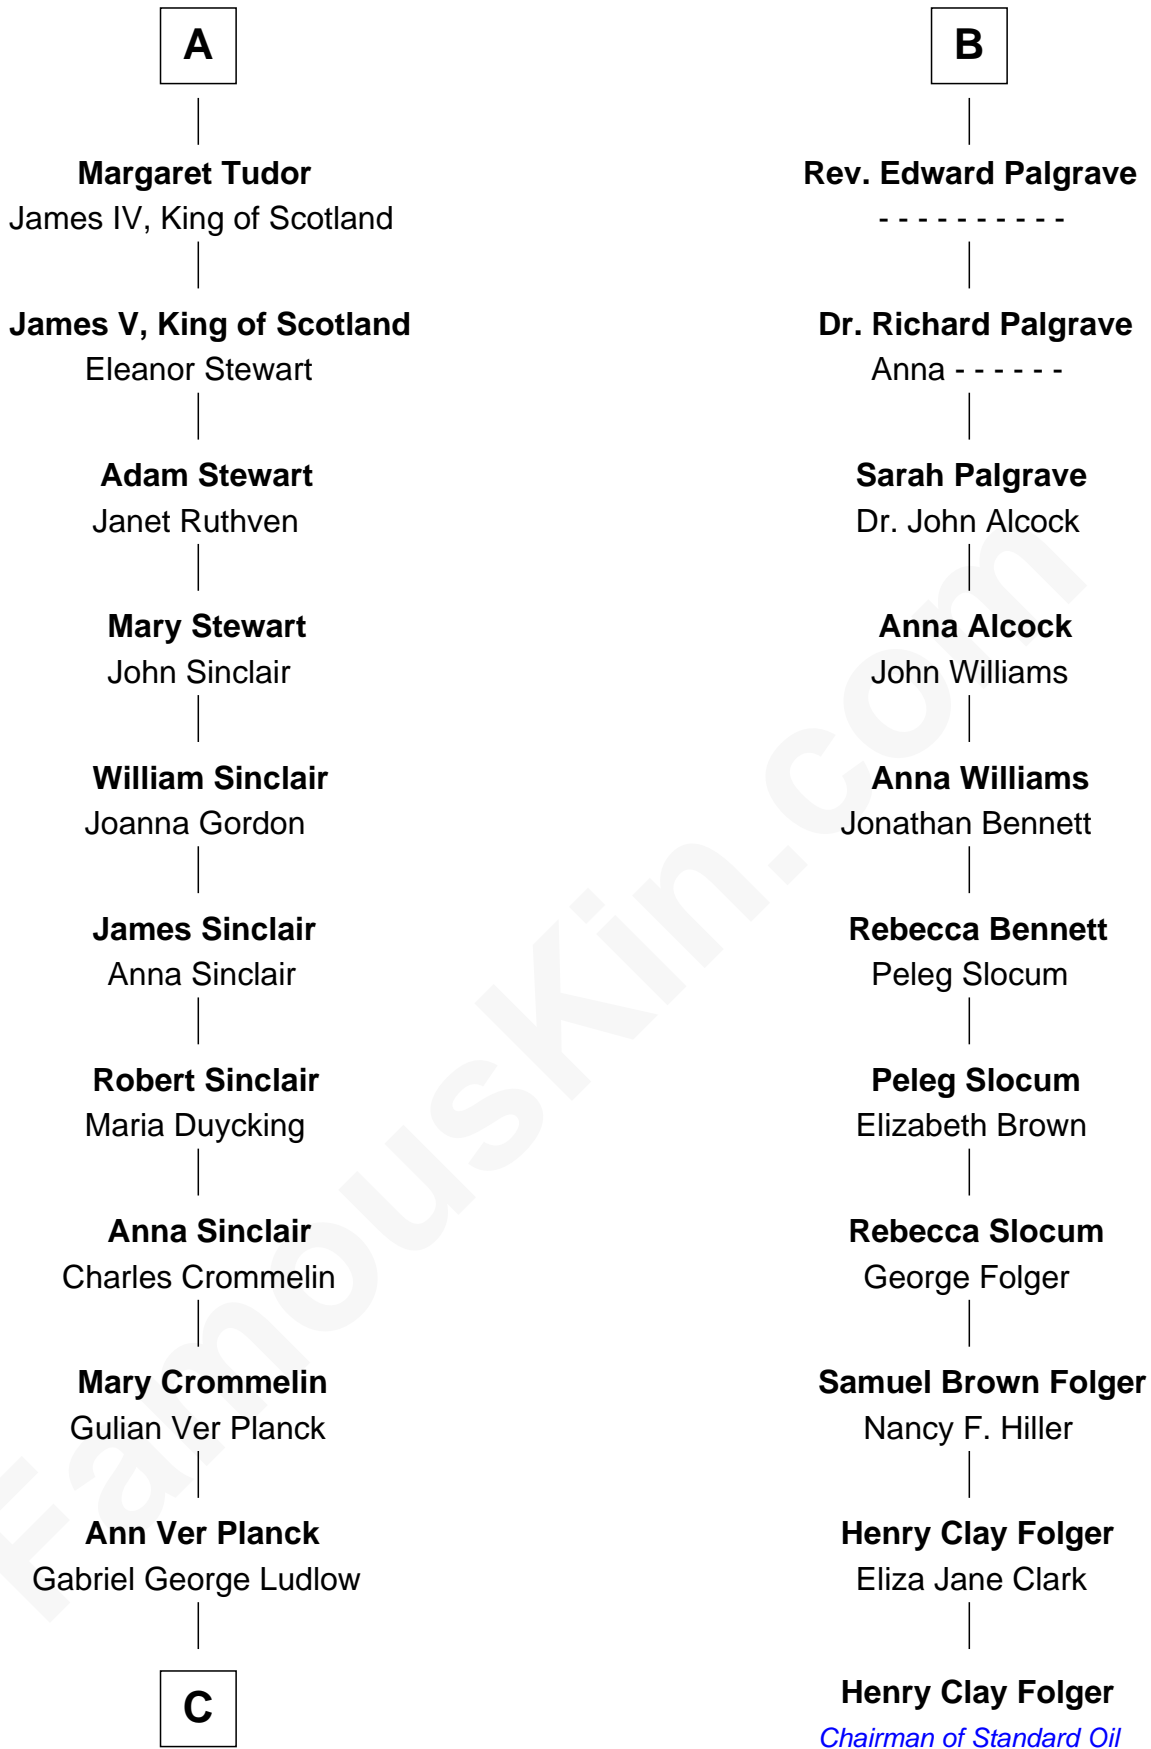 A
Margaret Tudor
James IV, King of Scotland
James V, King of Scotland
Eleanor Stewart
Adam Stewart
Janet Ruthven
Mary Stewart
John Sinclair
William Sinclair
Joanna Gordon
James Sinclair
Anna Sinclair
Robert Sinclair
Maria Duycking
Anna Sinclair
Charles Crommelin
Mary Crommelin
Gulian Ver Planck
Ann Ver Planck
Gabriel George Ludlow
C
B
Rev. Edward Palgrave
- - - - - - - - - -
Dr. Richard Palgrave
Anna - - - - - -
Sarah Palgrave
Dr. John Alcock
Anna Alcock
John Williams
Anna Williams
Jonathan Bennett
Rebecca Bennett
Peleg Slocum
Peleg Slocum
Elizabeth Brown
Rebecca Slocum
George Folger
Samuel Brown Folger
Nancy F. Hiller
Henry Clay Folger
Eliza Jane Clark
Henry Clay Folger
Chairman of Standard Oil
FamousKin.com